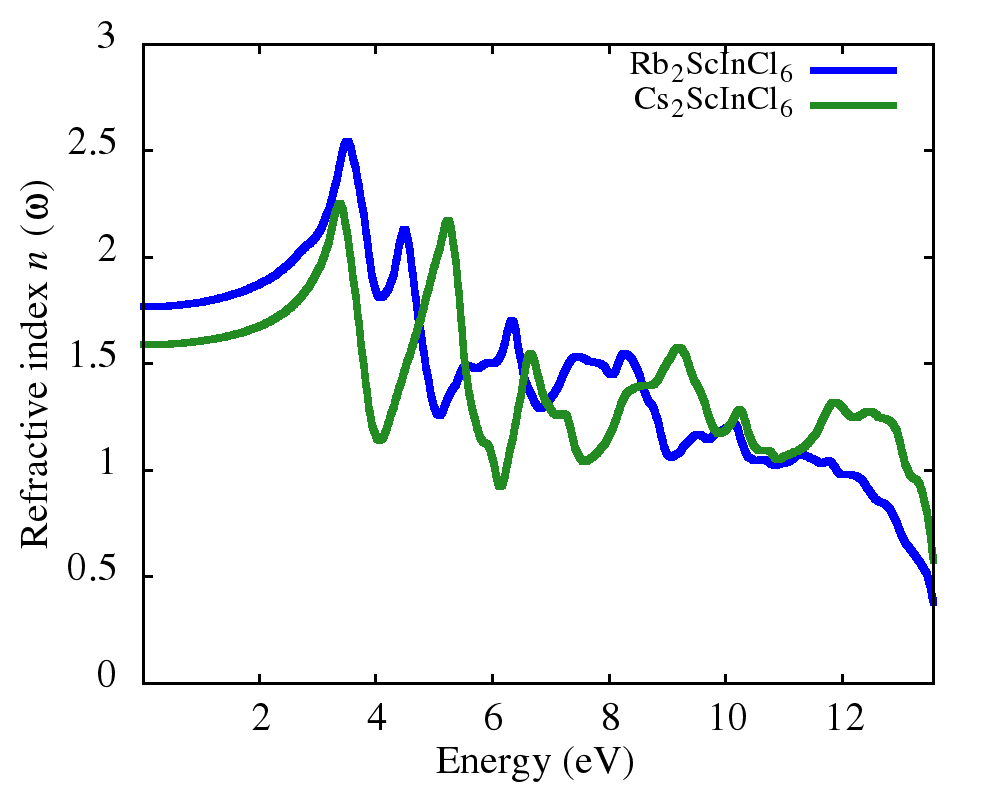 Rb₂ScInCl₆
Cs₂ScInCl₆
3
2.5
2
1.5
1
0.5
0
Refractive index n (ω)
2 4 6 8 10 12
Energy (eV)